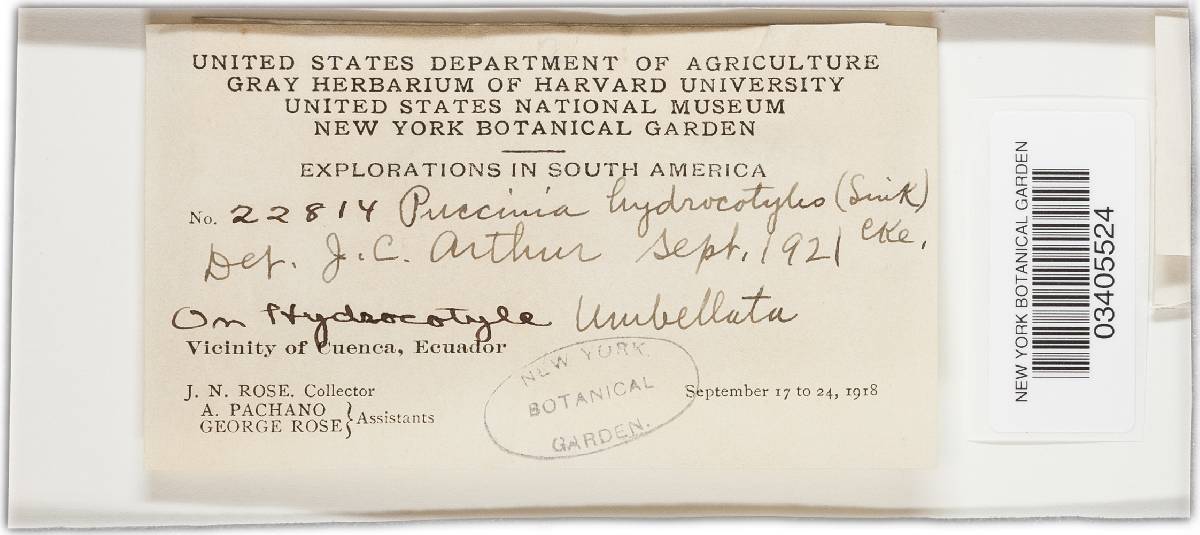 UNITED STATES DEPARTMENT OF AGRICULTURE
GRAY HERBARIUM OF HARVARD UNIVERSITY
UNITED STATES NATIONAL MUSEUM
NEW YORK BOTANICAL GARDEN
EXPLORATIONS IN SOUTH AMERICA
No. 22814 Puccinia hydrocotyles (Link)
Det. J. C. Arthur Sept. 1921 Cke.
On Hydrocotyle Umbellata
Vicinity of Cuenca, Ecuador
J. N. ROSE, Collector
A. PACHANO
GEORGE ROSE } Assistants
September 17 to 24, 1918
NEW YORK
BOTANICAL
GARDEN.
NEW YORK BOTANICAL GARDEN
03405524